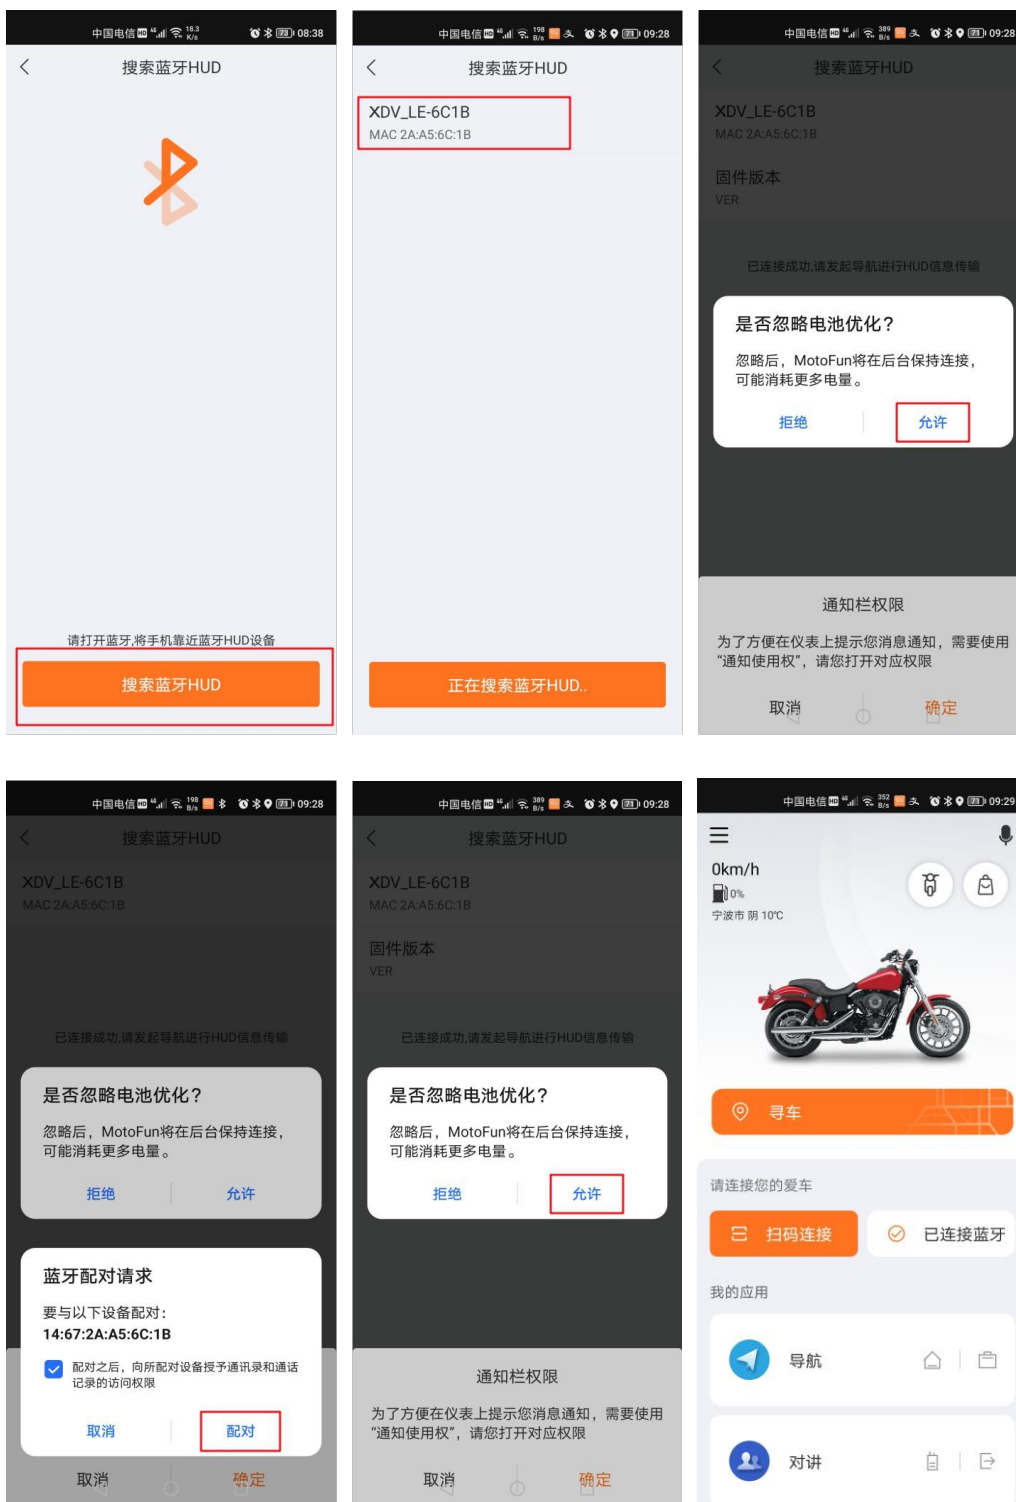 中国电信 HD 4G 18.3 K/s 73 08:38
搜索蓝牙HUD
请打开蓝牙,将手机靠近蓝牙HUD设备
搜索蓝牙HUD
中国电信 HD 4G 198 B/s 71 09:28
搜索蓝牙HUD
XDV_LE-6C1B
MAC 2A:A5:6C:1B
正在搜索蓝牙HUD..
中国电信 HD 4G 389 B/s 71 09:28
搜索蓝牙HUD
XDV_LE-6C1B
MAC 2A:A5:6C:1B
固件版本
VER
已连接成功,请发起导航进行HUD信息传输
是否忽略电池优化？
忽略后，MotoFun将在后台保持连接，
可能消耗更多电量。
拒绝 允许
通知栏权限
为了方便在仪表上提示您消息通知，需要使用
“通知使用权”，请您打开对应权限
取消 确定
中国电信 HD 4G 198 B/s 71 09:28
搜索蓝牙HUD
XDV_LE-6C1B
MAC 2A:A5:6C:1B
已连接成功,请发起导航进行HUD信息传输
是否忽略电池优化？
忽略后，MotoFun将在后台保持连接，
可能消耗更多电量。
拒绝 允许
蓝牙配对请求
要与以下设备配对：
14:67:2A:A5:6C:1B
配对之后，向所配对设备授予通讯录和通话
记录的访问权限
取消 配对
取消 确定
中国电信 HD 4G 389 B/s 71 09:28
搜索蓝牙HUD
XDV_LE-6C1B
MAC 2A:A5:6C:1B
固件版本
VER
已连接成功,请发起导航进行HUD信息传输
是否忽略电池优化？
忽略后，MotoFun将在后台保持连接，
可能消耗更多电量。
拒绝 允许
通知栏权限
为了方便在仪表上提示您消息通知，需要使用
“通知使用权”，请您打开对应权限
取消 确定
中国电信 HD 4G 352 B/s 71 09:29
0km/h
0%
宁波市 阴 10℃
寻车
请连接您的爱车
扫码连接 已连接蓝牙
我的应用
导航
对讲